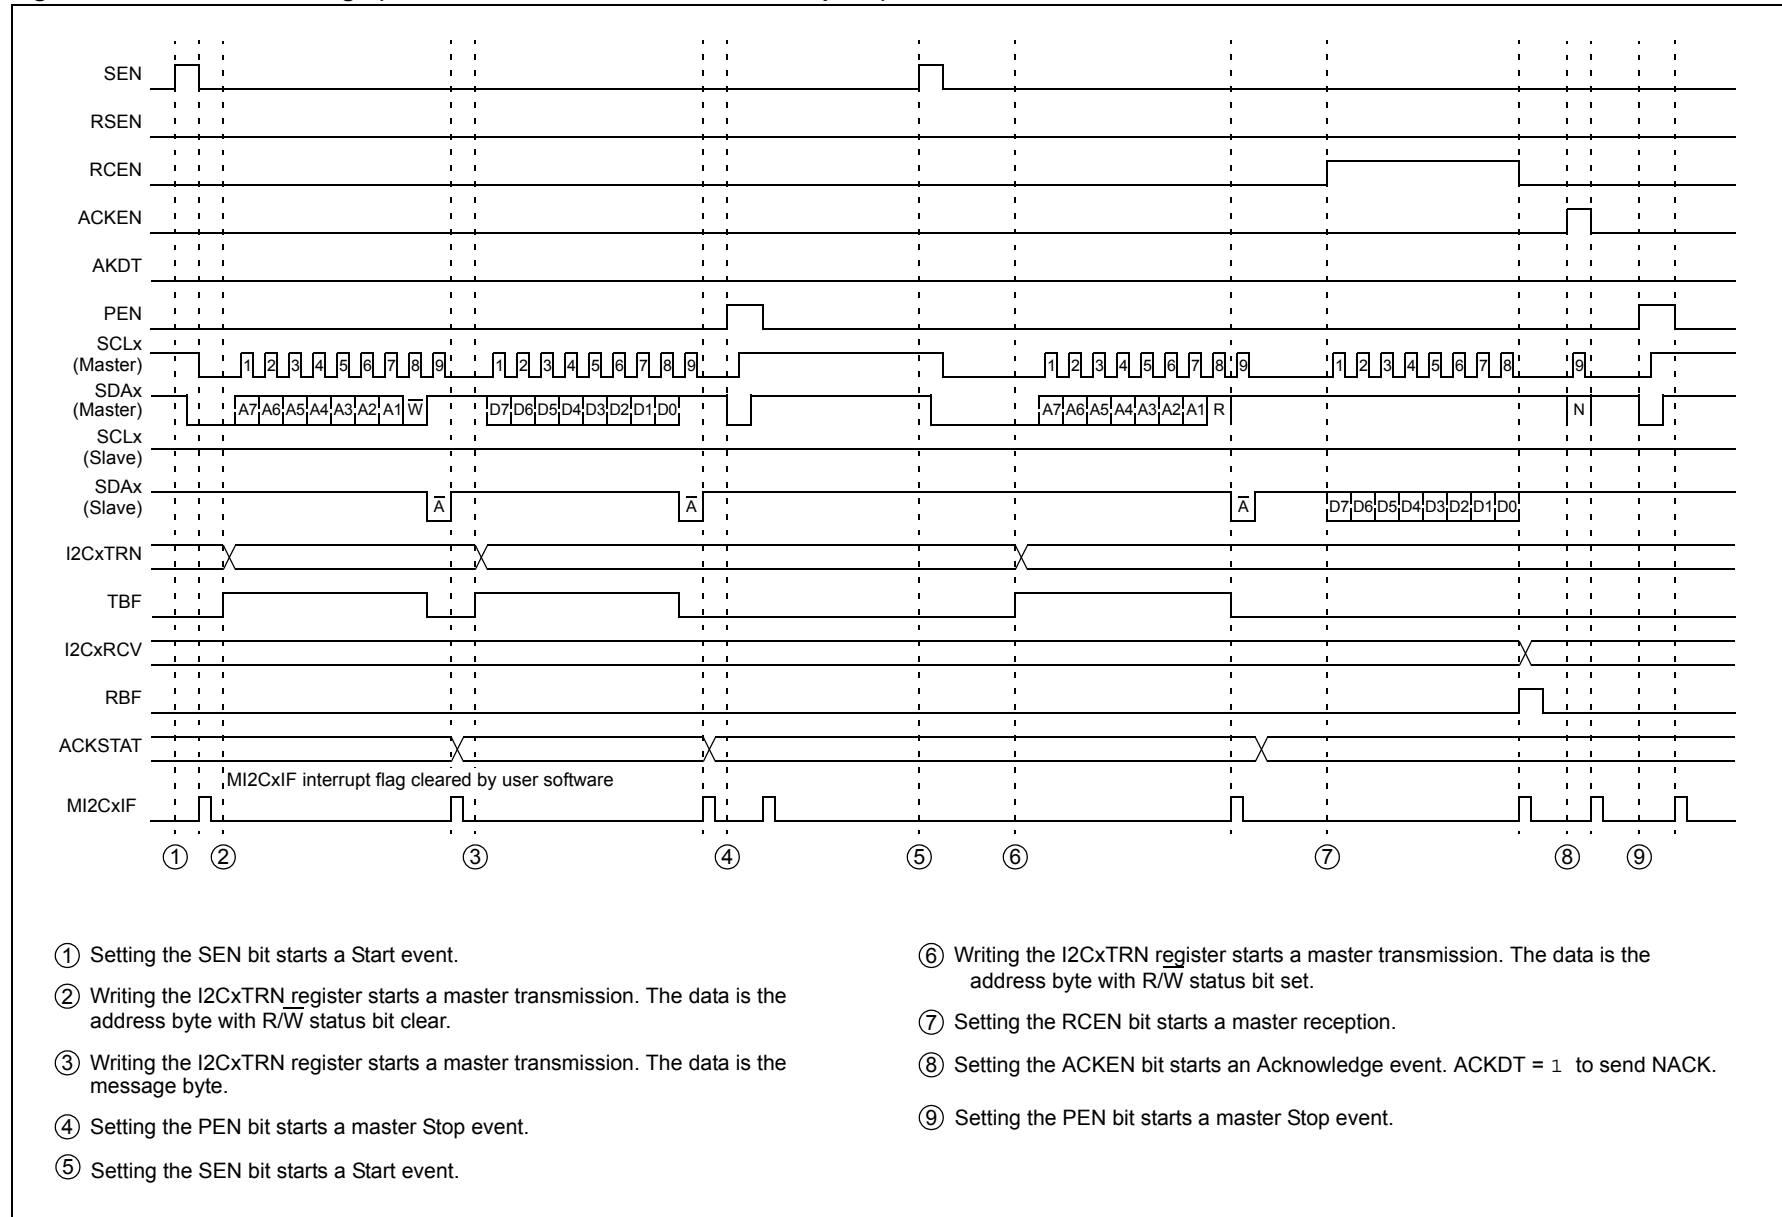 SEN
RSEN
RCEN
ACKEN
AKDT
PEN
SCLx
(Master)
1 2 3 4 5 6 7 8 9 1 2 3 4 5 6 7 8 9 1 2 3 4 5 6 7 8 9 1 2 3 4 5 6 7 8 9
SDAx
(Master)
A7 A6 A5 A4 A3 A2 A1 W̅ D7 D6 D5 D4 D3 D2 D1 D0 A7 A6 A5 A4 A3 A2 A1 R N
SCLx
(Slave)
SDAx
(Slave)
A̅ A̅ A̅ D7 D6 D5 D4 D3 D2 D1 D0
I2CxTRN
TBF
I2CxRCV
RBF
ACKSTAT
MI2CxIF interrupt flag cleared by user software
MI2CxIF
① ② ③ ④ ⑤ ⑥ ⑦ ⑧ ⑨
① Setting the SEN bit starts a Start event.
② Writing the I2CxTRN register starts a master transmission. The data is the
address byte with R/W̅ status bit clear.
③ Writing the I2CxTRN register starts a master transmission. The data is the
message byte.
④ Setting the PEN bit starts a master Stop event.
⑤ Setting the SEN bit starts a Start event.
⑥ Writing the I2CxTRN register starts a master transmission. The data is the
address byte with R/W̅ status bit set.
⑦ Setting the RCEN bit starts a master reception.
⑧ Setting the ACKEN bit starts an Acknowledge event. ACKDT = 1 to send NACK.
⑨ Setting the PEN bit starts a master Stop event.